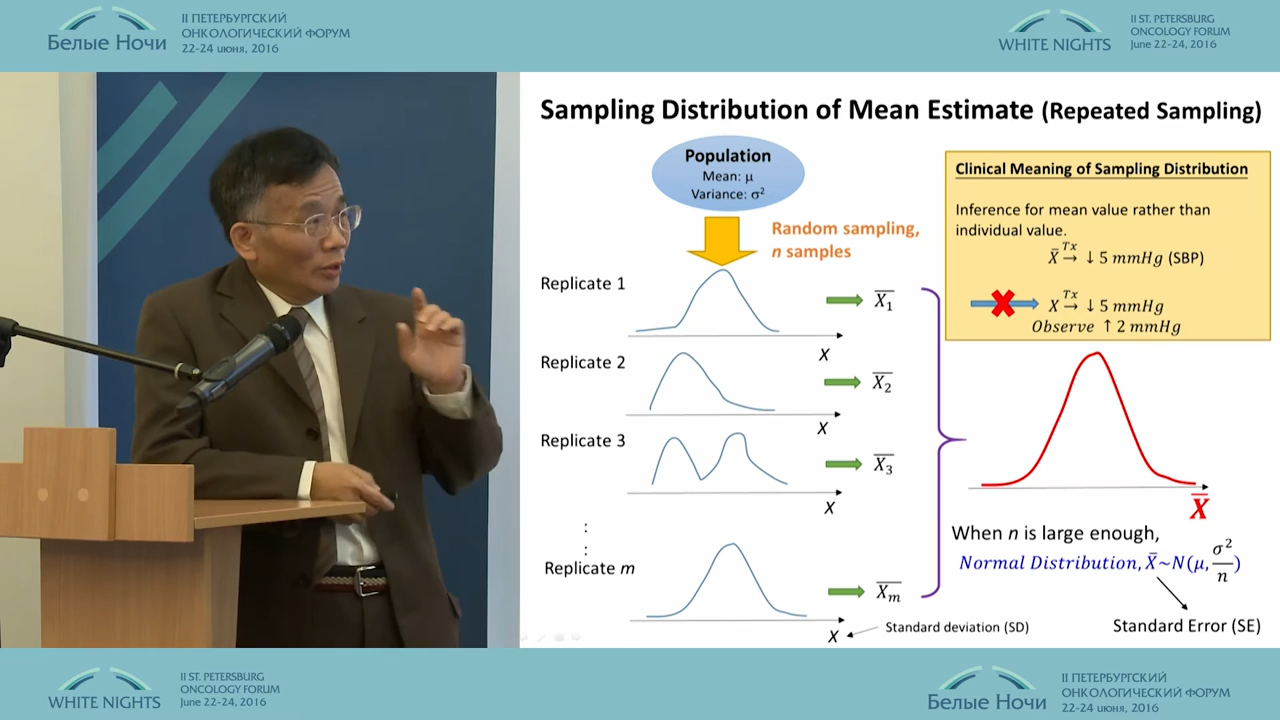 Белые Ночи
II ПЕТЕРБУРГСКИЙ
ОНКОЛОГИЧЕСКИЙ ФОРУМ
22-24 июня, 2016
WHITE NIGHTS
II ST. PETERSBURG
ONCOLOGY FORUM
June 22-24, 2016
Sampling Distribution of Mean Estimate (Repeated Sampling)
Population
Mean: μ
Variance: σ²
Random sampling,
n samples
Clinical Meaning of Sampling Distribution
Inference for mean value rather than
individual value.
X̄ →Tx ↓ 5 mmHg (SBP)
X →Tx ↓ 5 mmHg
Observe ↑ 2 mmHg
Replicate 1
X̄₁
X
Replicate 2
X̄₂
X
Replicate 3
X̄₃
X
:
:
Replicate m
X̄ₘ
X
Standard deviation (SD)
X̄
When n is large enough,
Normal Distribution, X̄~N(μ, σ²/n)
Standard Error (SE)
WHITE NIGHTS
II ST. PETERSBURG
ONCOLOGY FORUM
June 22-24, 2016
Белые Ночи
II ПЕТЕРБУРГСКИЙ
ОНКОЛОГИЧЕСКИЙ ФОРУМ
22-24 июня, 2016